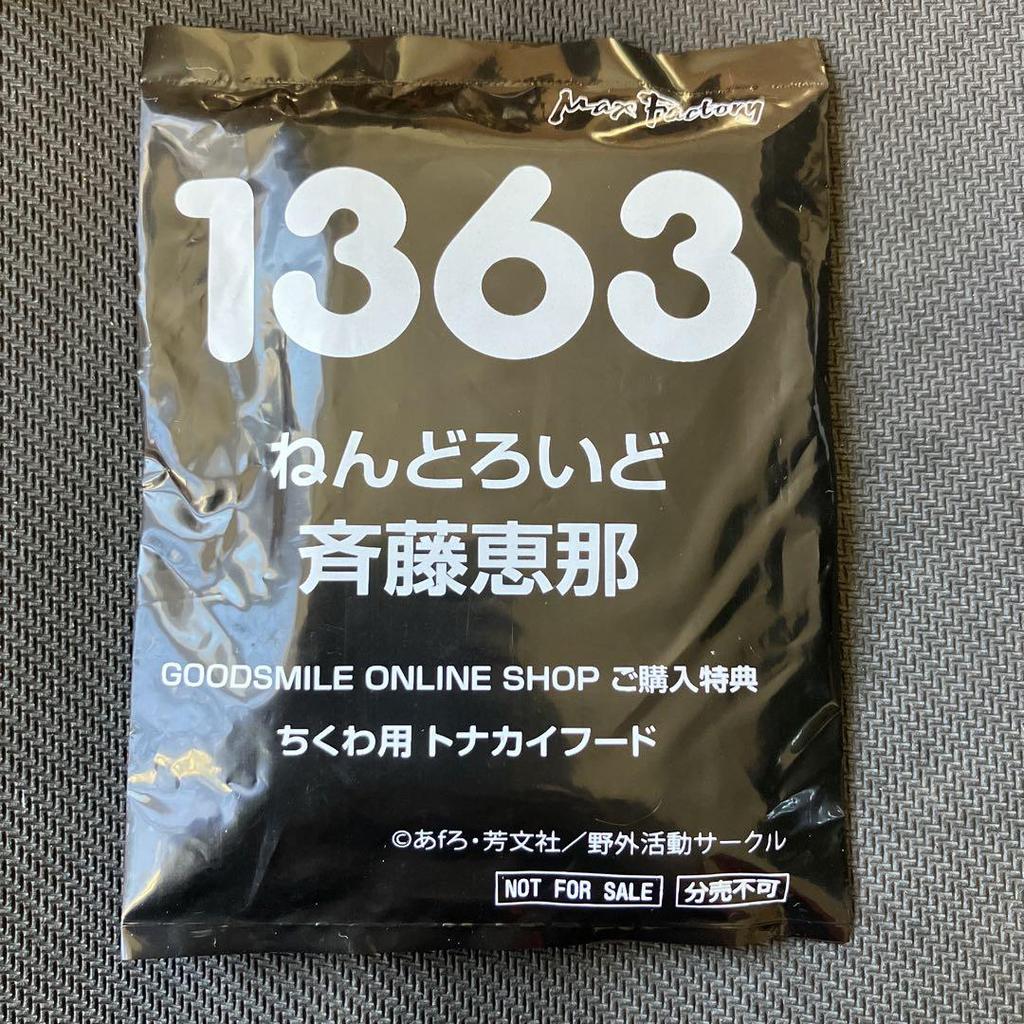 Max Factory
1363
ねんどろいど
斉藤恵那
GOODSMILE ONLINE SHOP ご購入特典
ちくわ用 トナカイフード
©あfろ・芳文社／野外活動サークル
NOT FOR SALE 分売不可